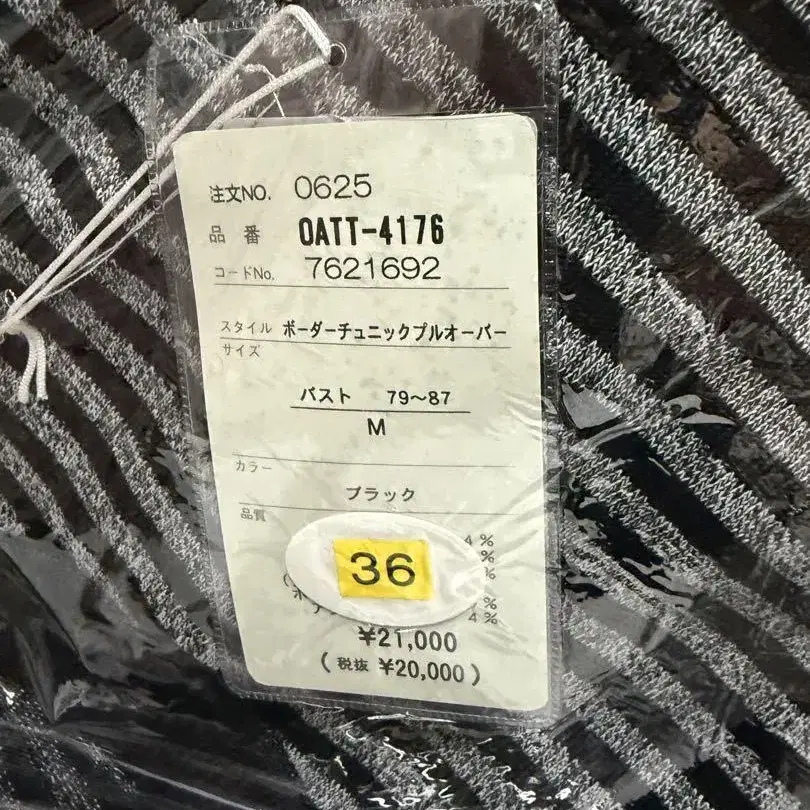 注文NO. 0625
品番 OATT-4176
コードNo. 7621692
スタイル ボーダーチュニックプルオーバー
サイズ
バスト 79～87
M
カラー
ブラック
品質
4%
%
%
36
%
4%
¥21,000
(税抜 ¥20,000)